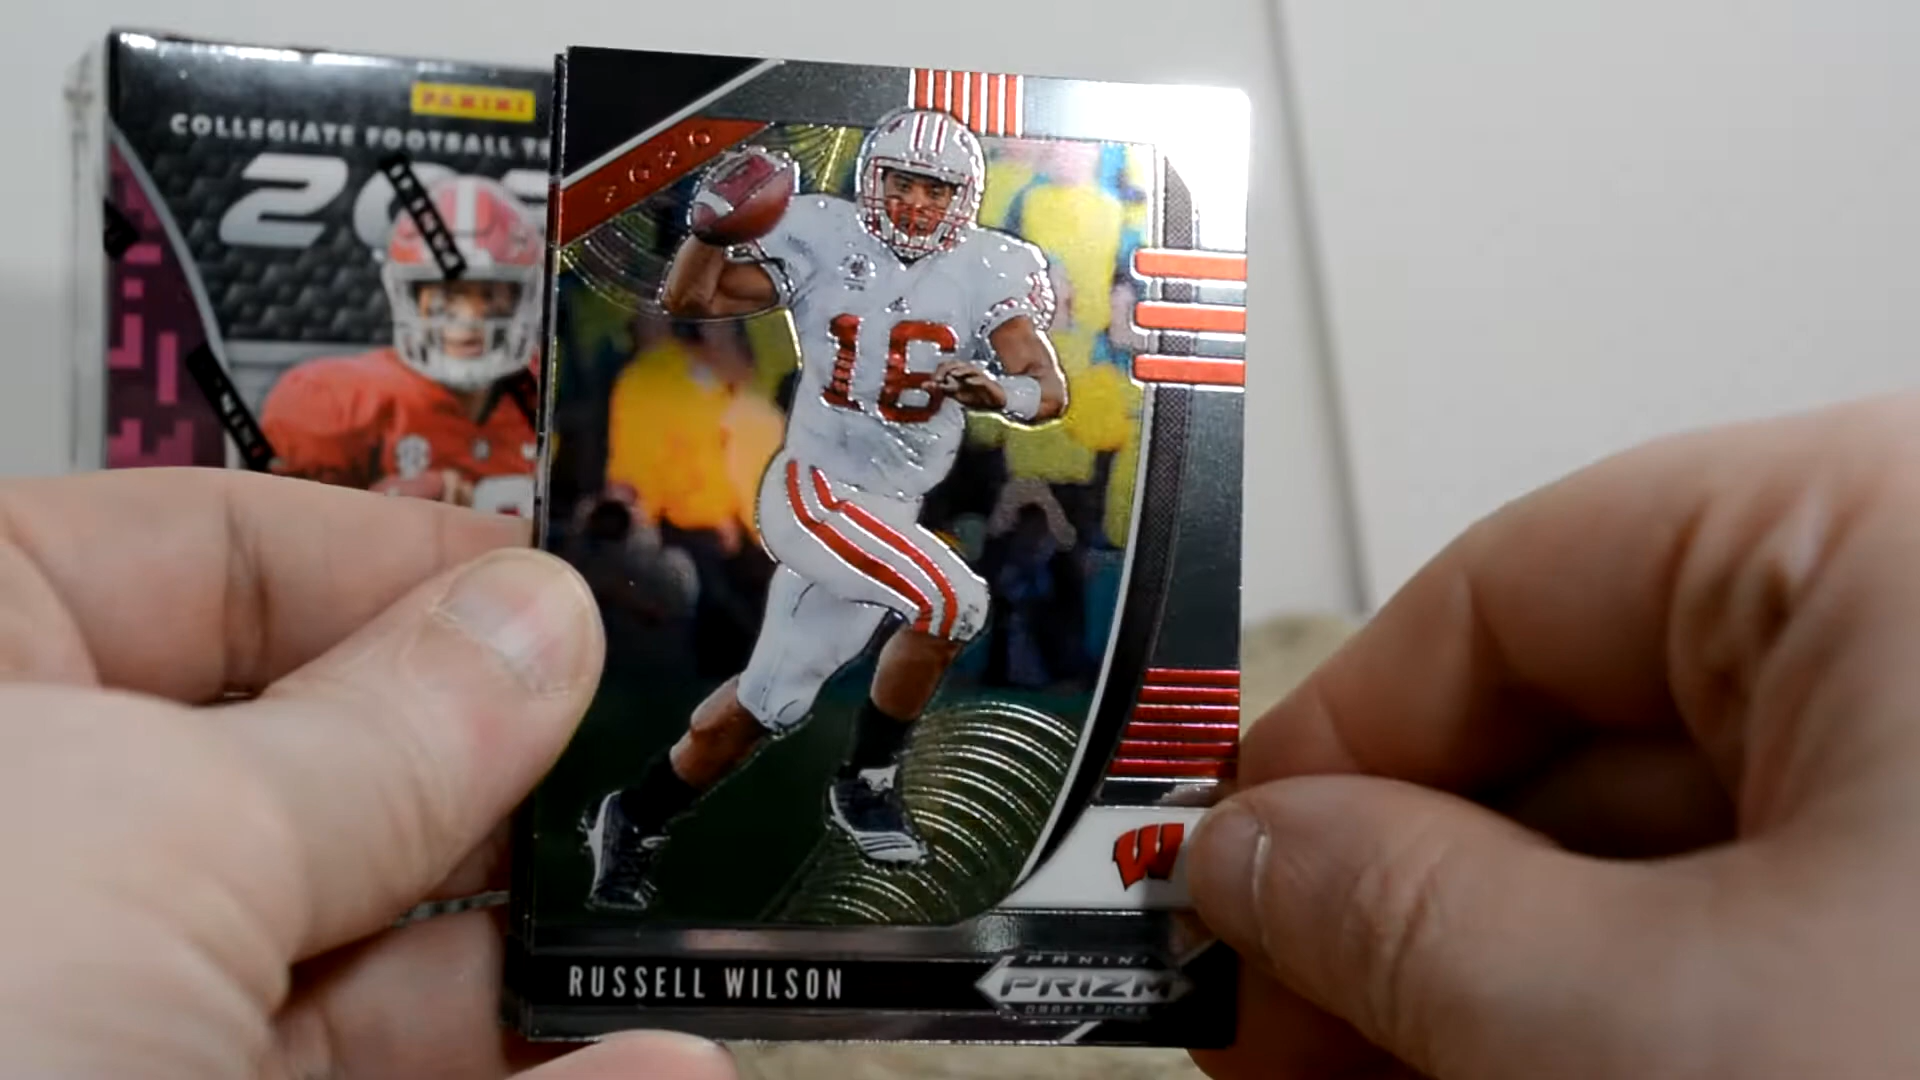 PANINI
COLLEGIATE FOOTBALL
2020
16
W
RUSSELL WILSON
PANINI
PRIZM
DRAFT PICKS